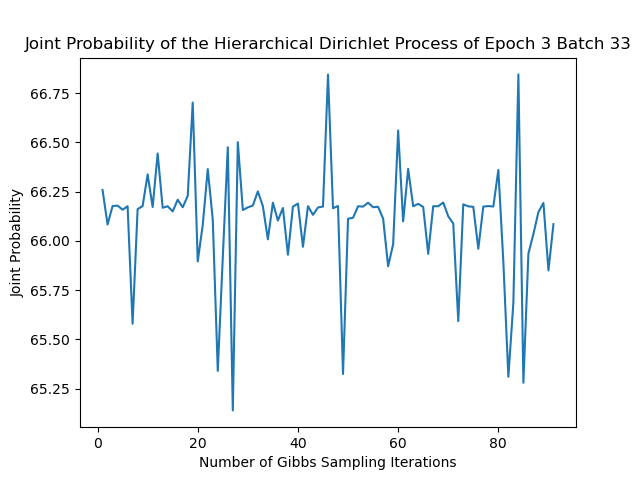 Joint Probability of the Hierarchical Dirichlet Process of Epoch 3 Batch 33
66.75
66.50
66.25
66.00
65.75
65.50
65.25
Joint Probability
0 20 40 60 80
Number of Gibbs Sampling Iterations